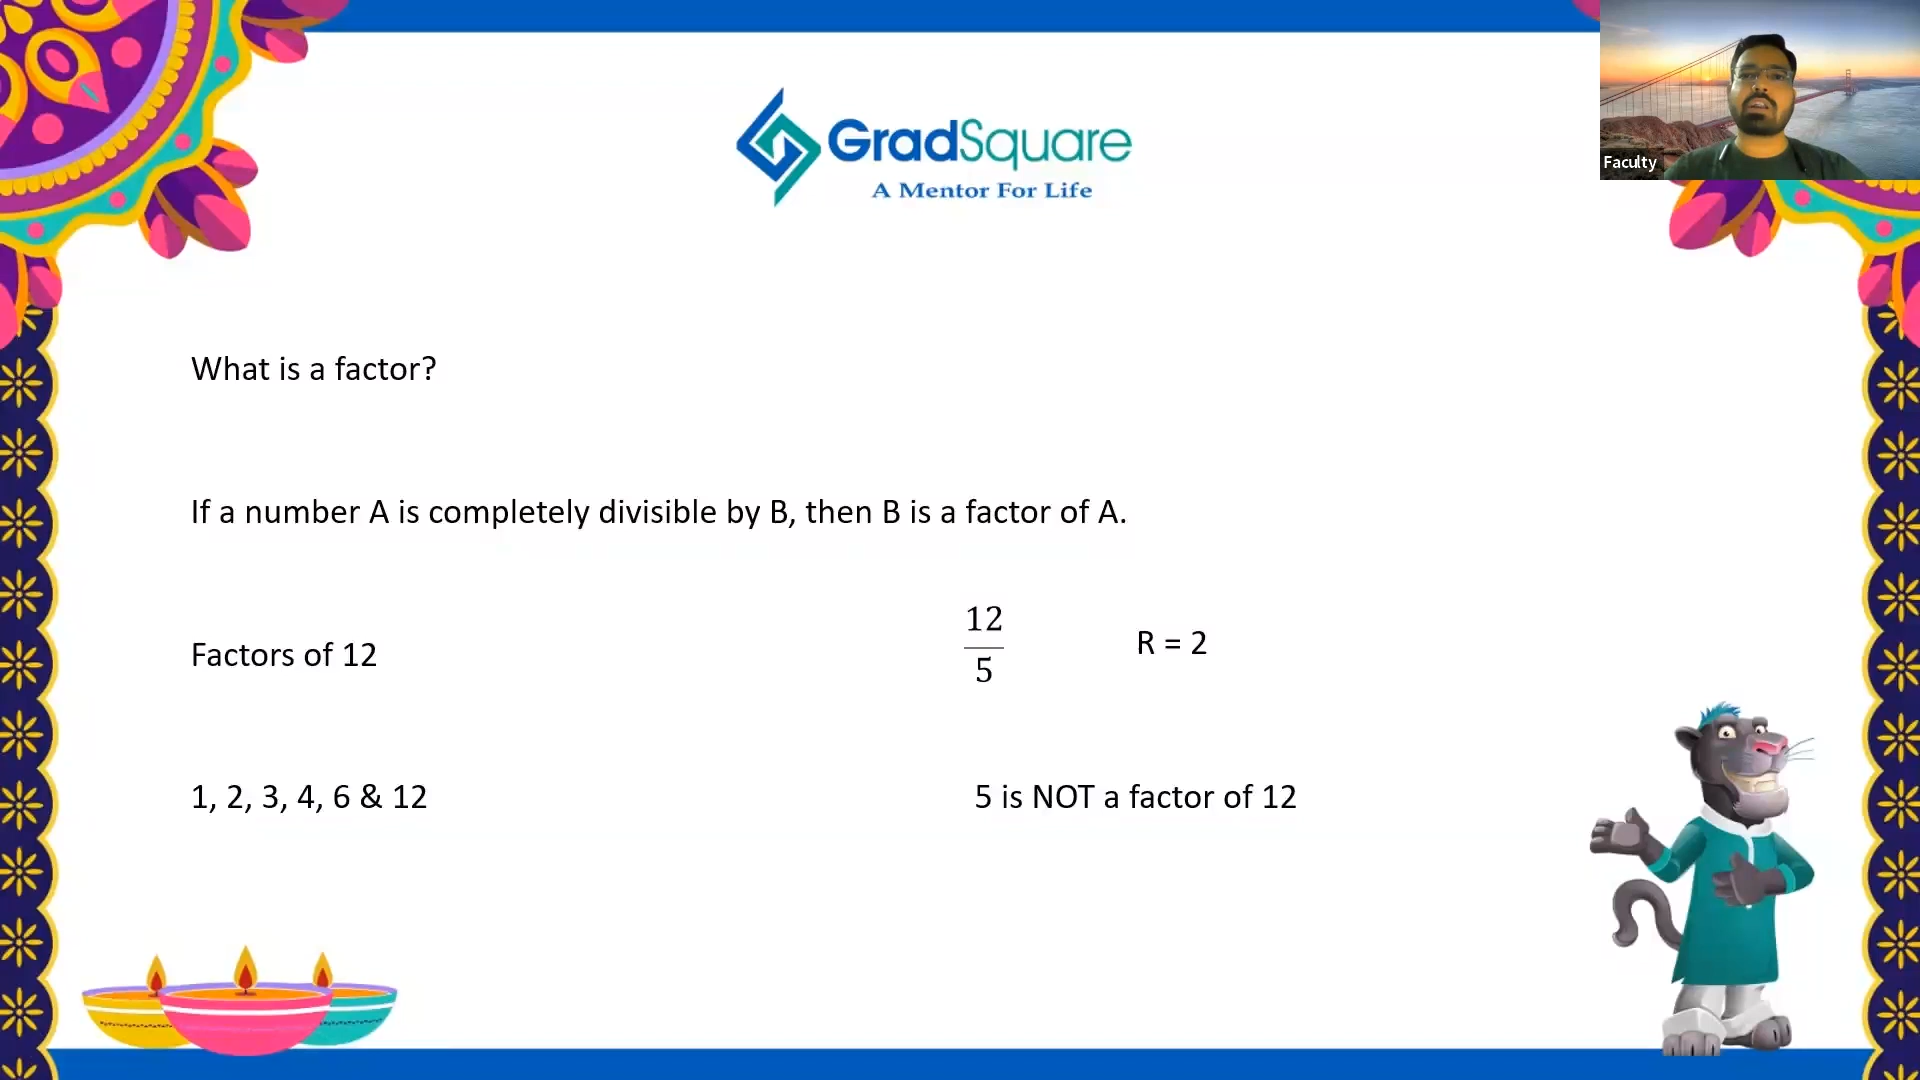 GradSquare
A Mentor For Life
Faculty
What is a factor?
If a number A is completely divisible by B, then B is a factor of A.
Factors of 12
12
5
R = 2
1, 2, 3, 4, 6 & 12
5 is NOT a factor of 12